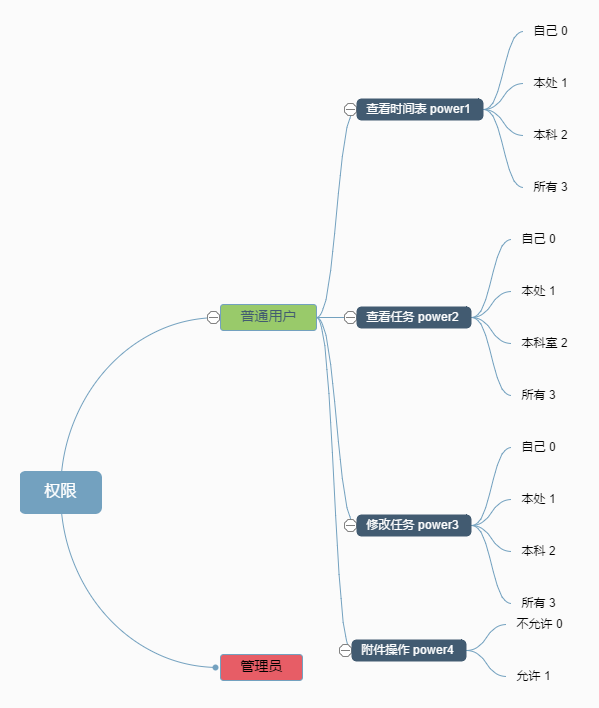 权限
普通用户
查看时间表 power1
自己 0
本处 1
本科 2
所有 3
查看任务 power2
自己 0
本处 1
本科室 2
所有 3
修改任务 power3
自己 0
本处 1
本科 2
所有 3
附件操作 power4
不允许 0
允许 1
管理员